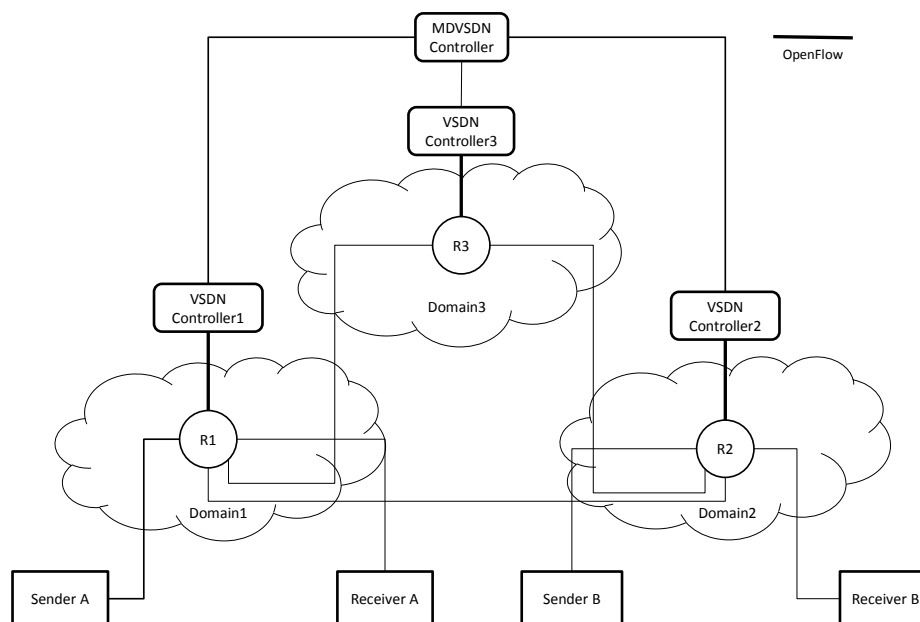 MDVSDN
Controller
OpenFlow
VSDN
Controller3
R3
Domain3
VSDN
Controller1
VSDN
Controller2
R1
R2
Domain1
Domain2
Sender A
Receiver A
Sender B
Receiver B